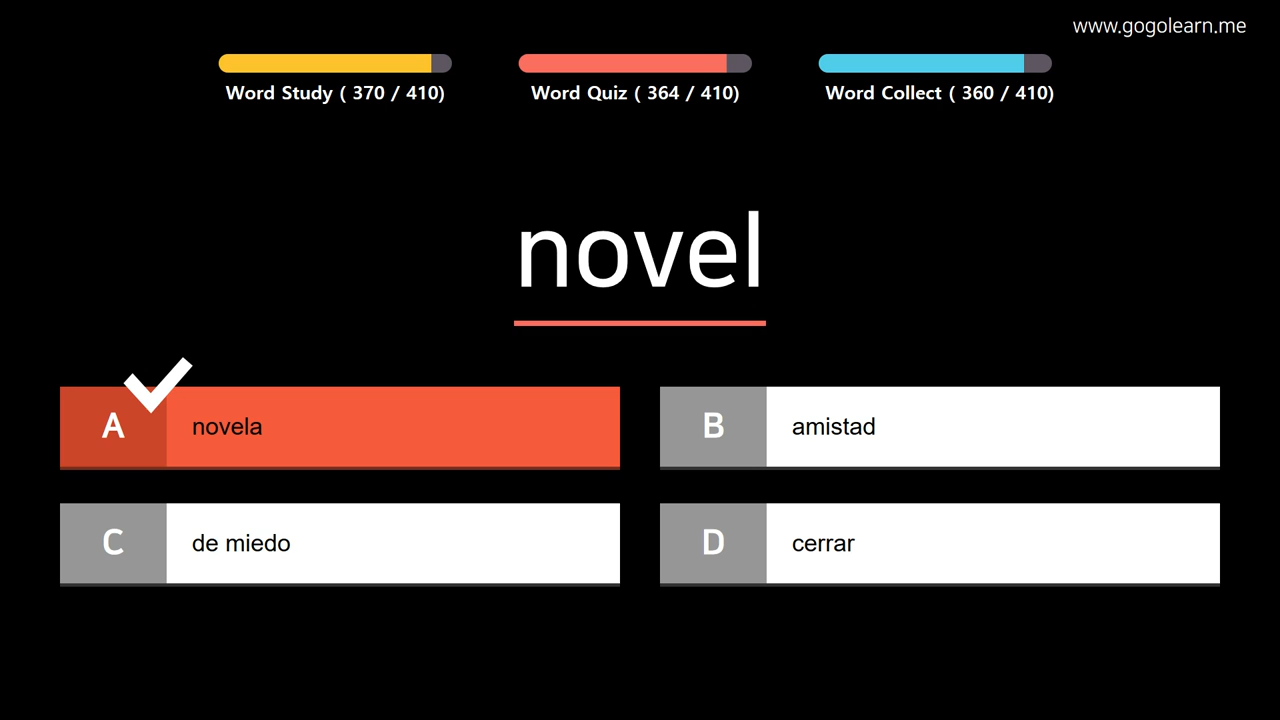 www.gogolearn.me
Word Study ( 370 / 410)
Word Quiz ( 364 / 410)
Word Collect ( 360 / 410)
novel
A
novela
B
amistad
C
de miedo
D
cerrar